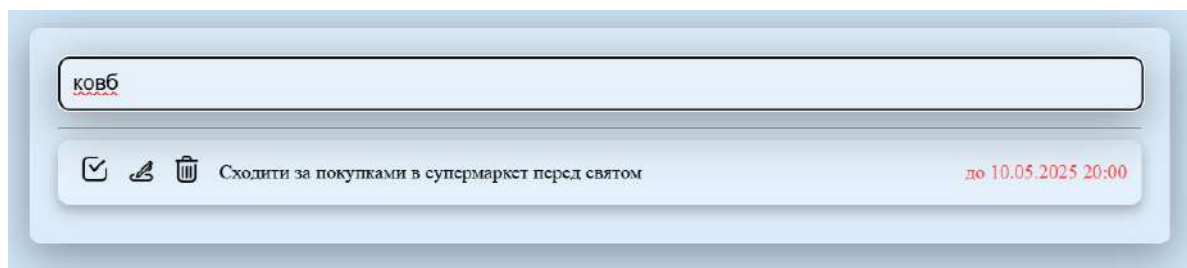 ковб
Сходити за покупками в супермаркет перед святом до 10.05.2025 20:00